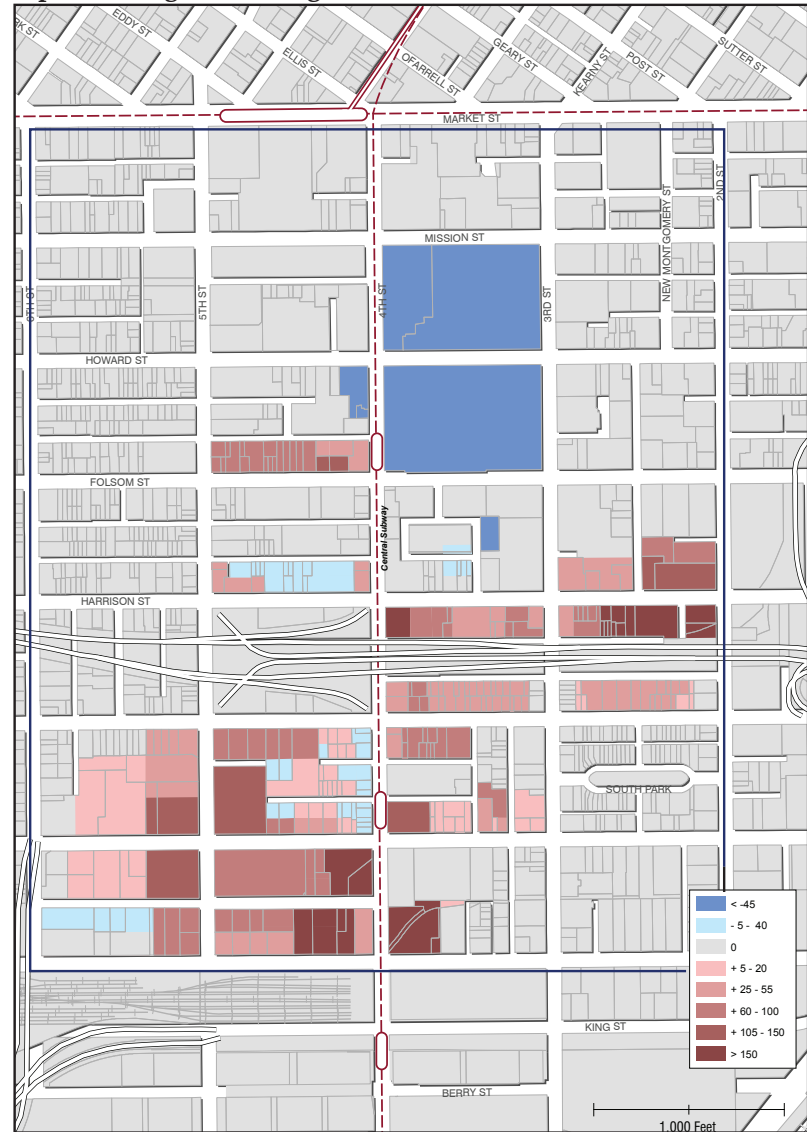 EDDY ST
ELLIS ST
OFARRELL ST
GEARY ST
KEARNY ST
POST ST
SUTTER ST
MARKET ST
2ND ST
NEW MONTGOMERY ST
MISSION ST
6TH ST
5TH ST
4TH ST
3RD ST
HOWARD ST
FOLSOM ST
Central Subway
HARRISON ST
SOUTH PARK
< -45
- 5 - 40
0
+ 5 - 20
+ 25 - 55
+ 60 - 100
+ 105 - 150
> 150
KING ST
BERRY ST
1,000 Feet